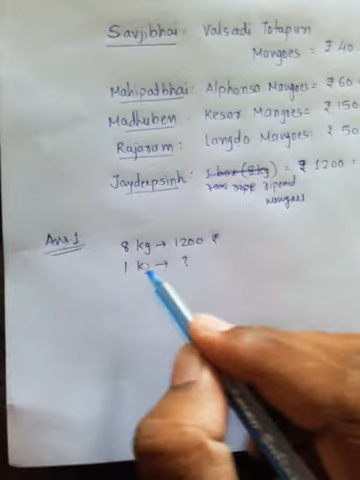 Savjibhai: Valsadi Totapuri
Mangoes = ₹ 40
Mahipatbhai: Alphonso Mangoes = ₹ 60
Madhuben: Kesar Mangoes = ₹ 150
Rajaram: Langdo Mangoes: ₹ 50
Jaydeepsinh: 1 box (8 kg) = ₹ 1200 =
ripend
mangoes
Ans:1
8 kg → 1200 ₹
1 kg → ?